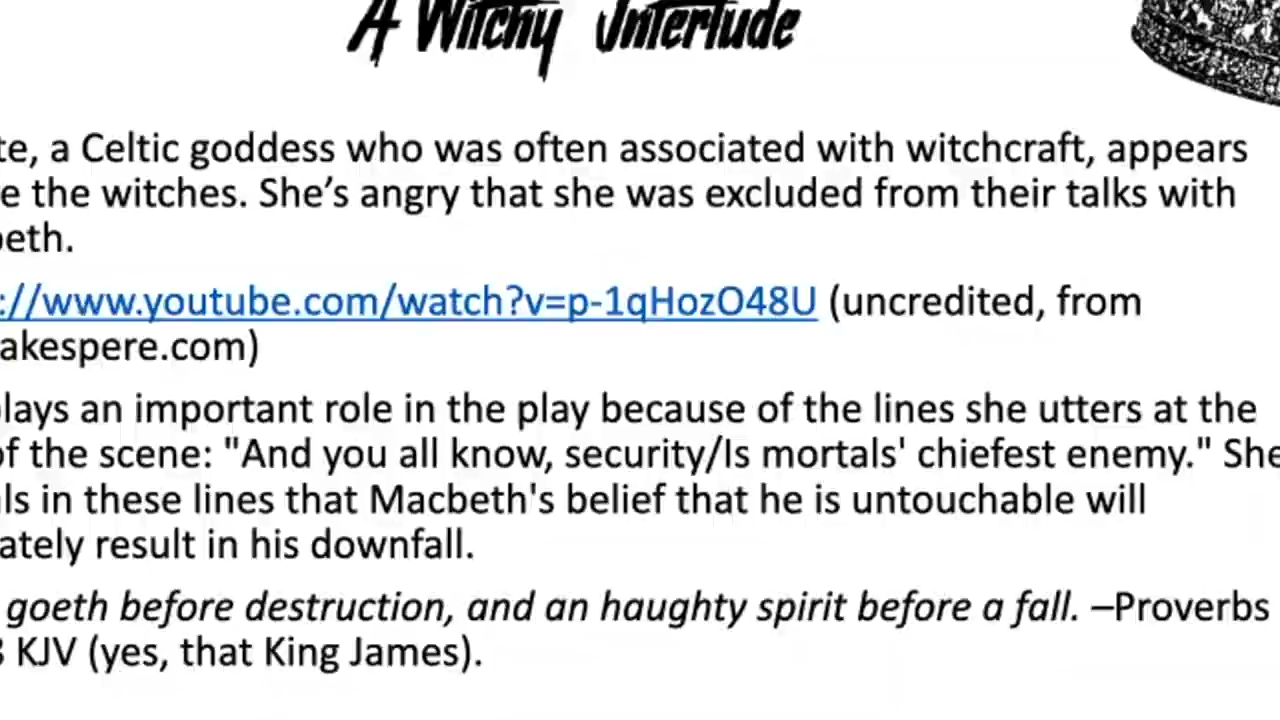 A Witchy Interlude
te, a Celtic goddess who was often associated with witchcraft, appears
e the witches. She’s angry that she was excluded from their talks with
beth.
://www.youtube.com/watch?v=p-1qHozO48U (uncredited, from
akespere.com)
plays an important role in the play because of the lines she utters at the
of the scene: "And you all know, security/Is mortals' chiefest enemy." She
ls in these lines that Macbeth's belief that he is untouchable will
ately result in his downfall.
goeth before destruction, and an haughty spirit before a fall. –Proverbs
8 KJV (yes, that King James).